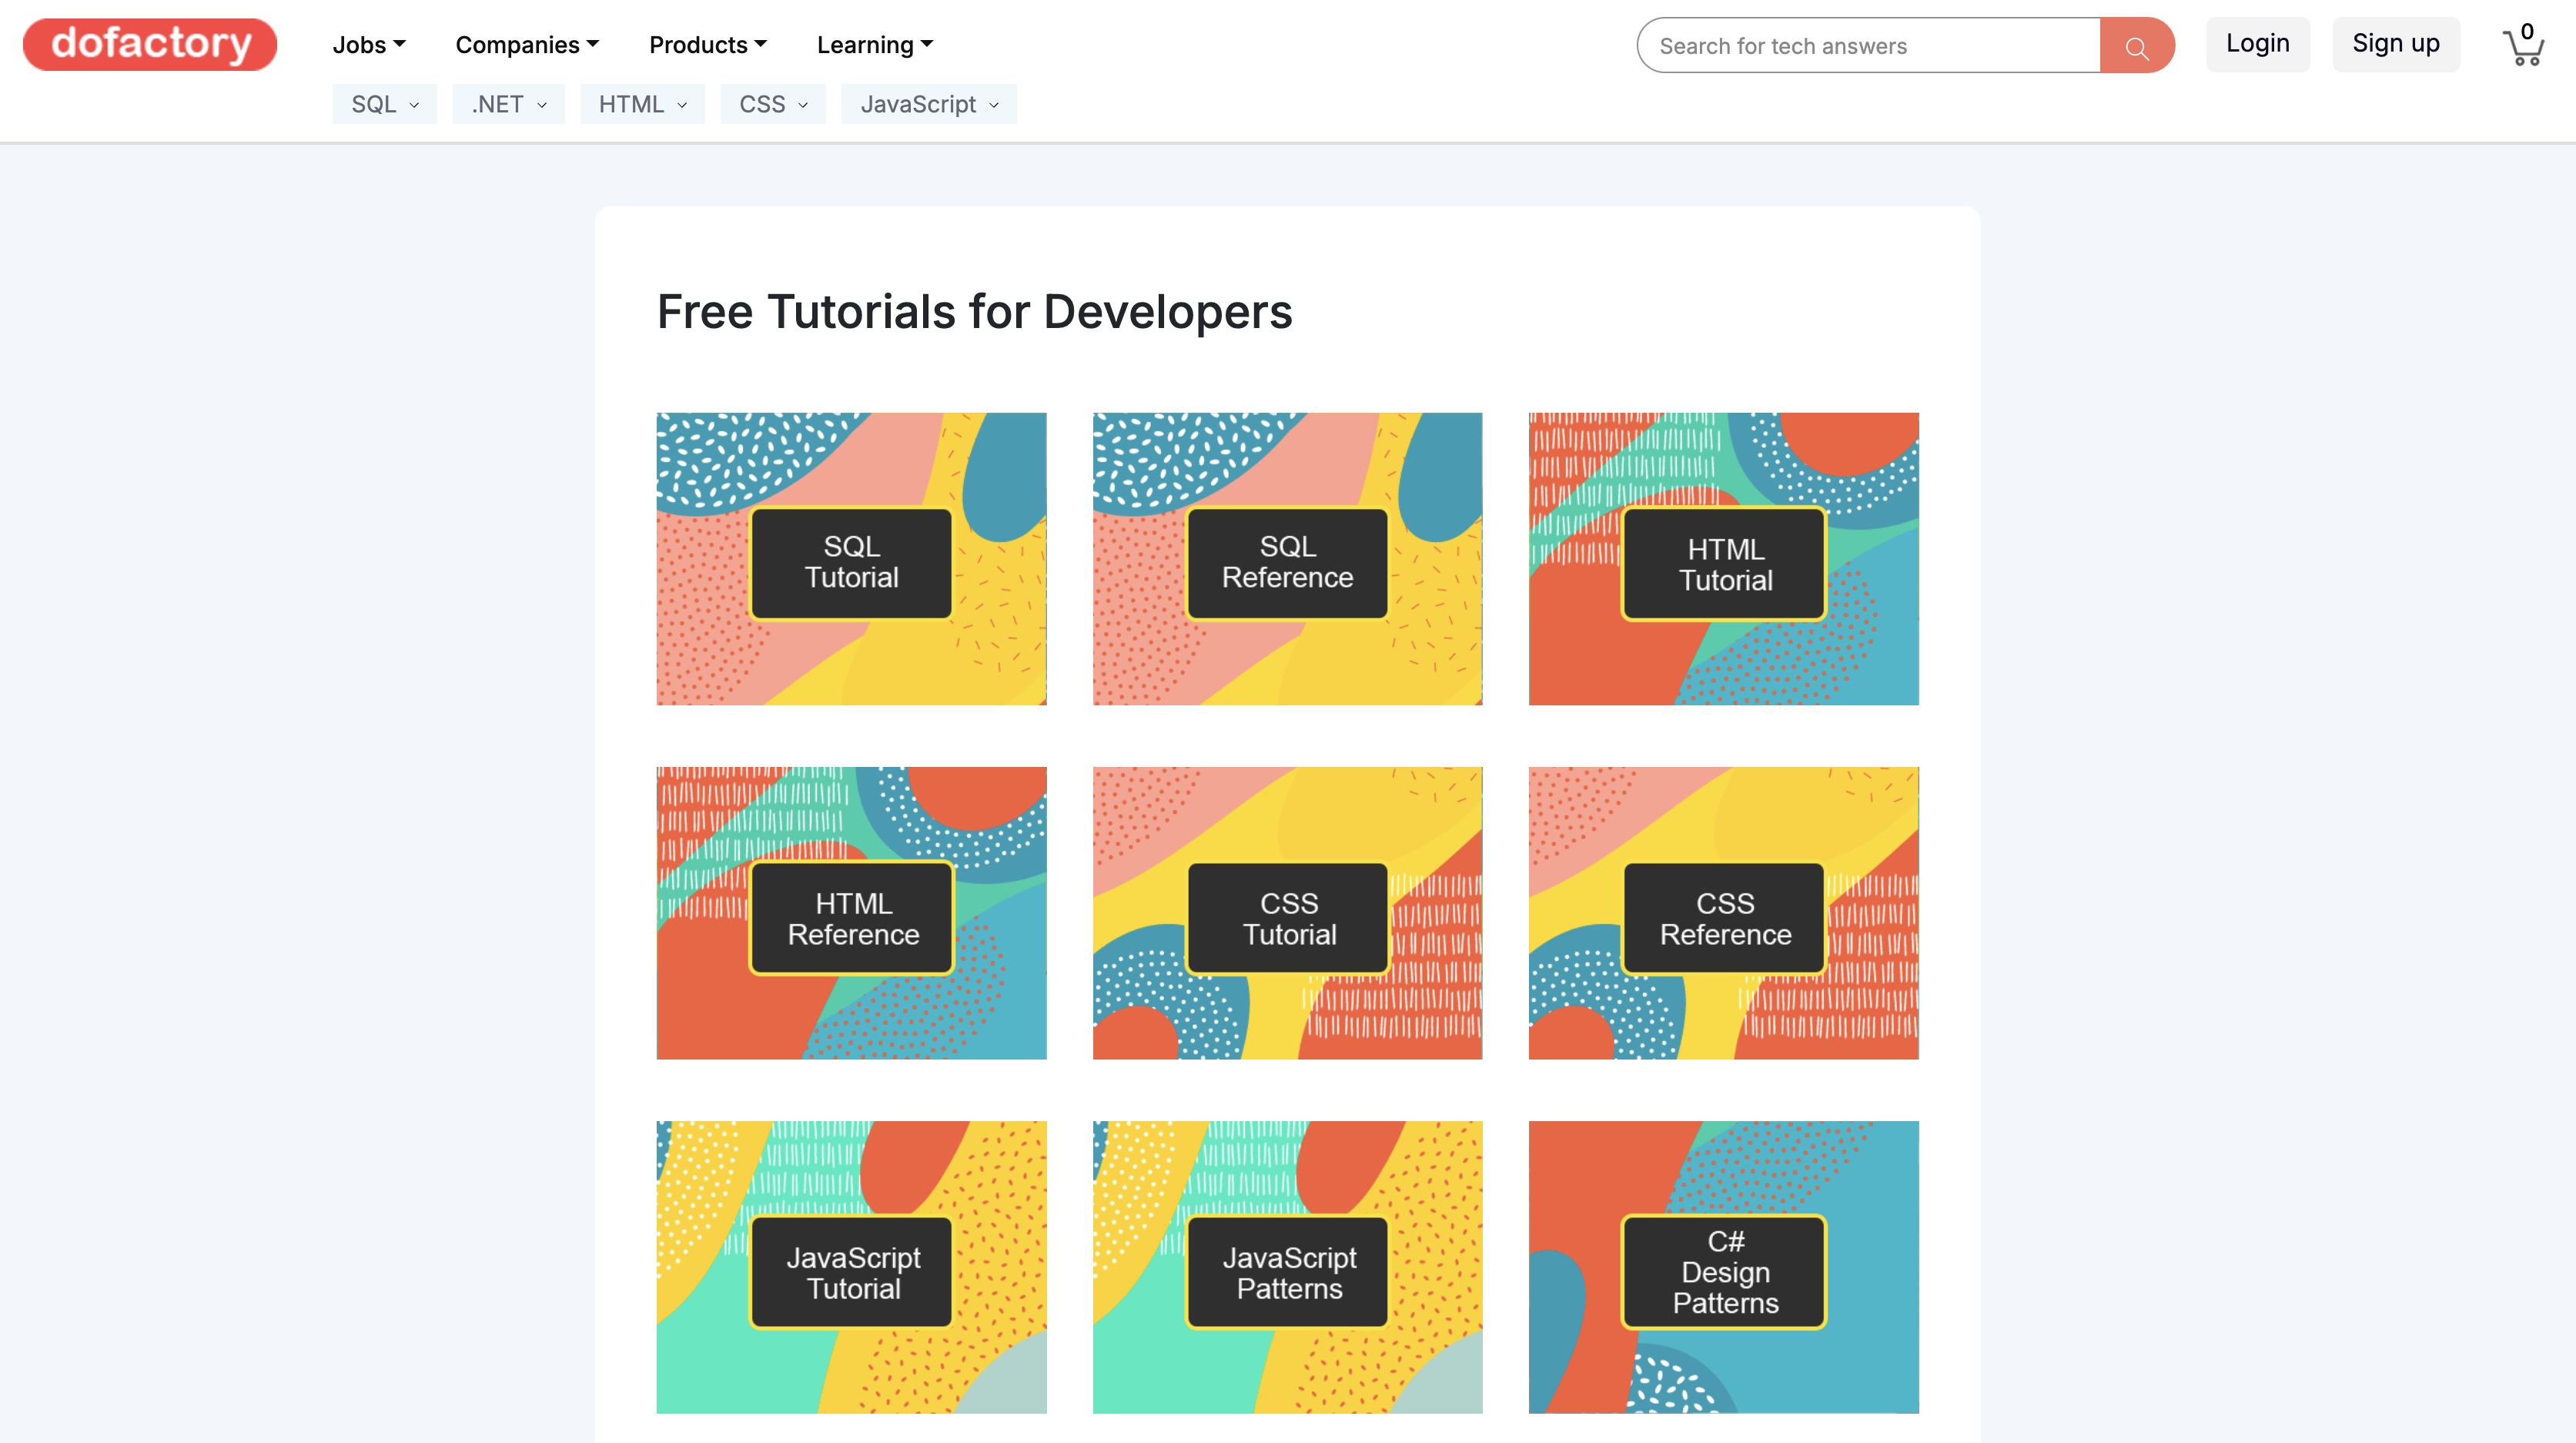 dofactory
Jobs Companies Products Learning
Search for tech answers
Login Sign up 0
SQL .NET HTML CSS JavaScript
Free Tutorials for Developers
SQL
Tutorial
SQL
Reference
HTML
Tutorial
HTML
Reference
CSS
Tutorial
CSS
Reference
JavaScript
Tutorial
JavaScript
Patterns
C#
Design
Patterns